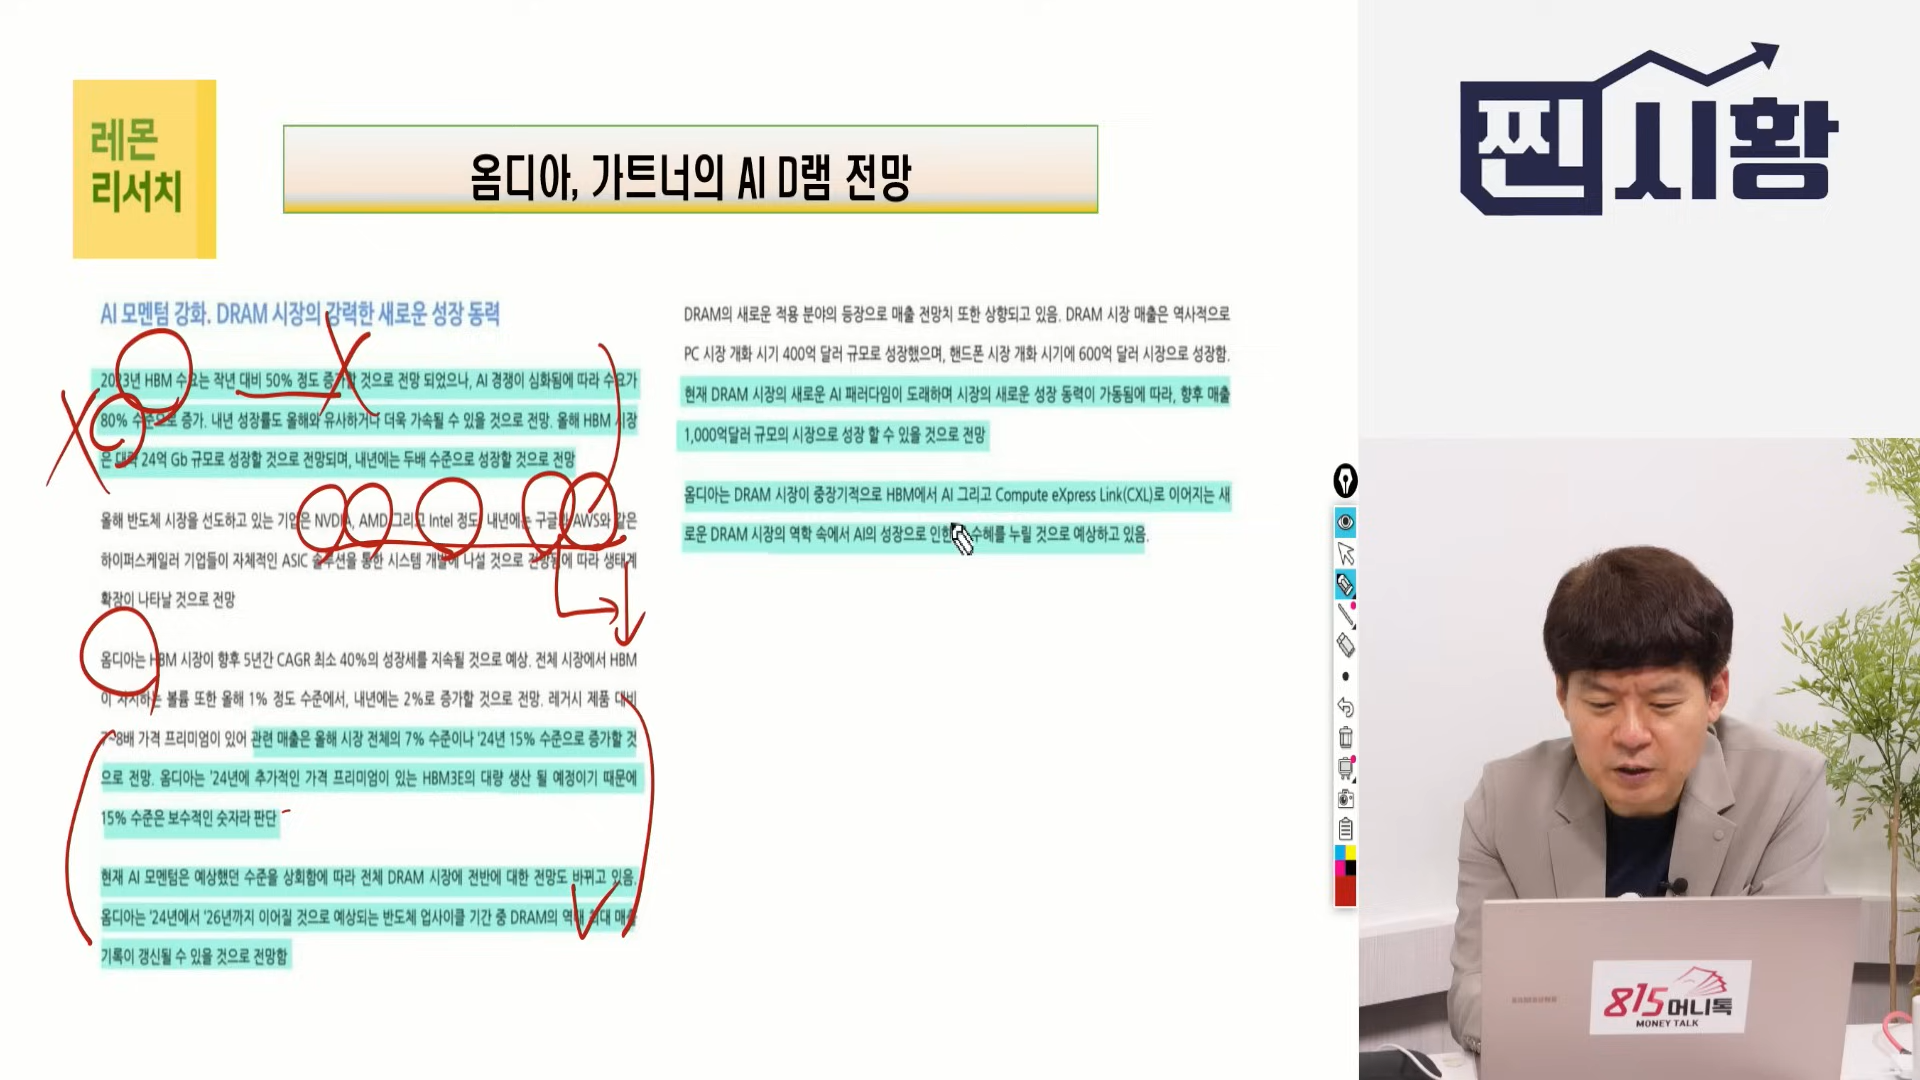 레몬
리서치
옴디아, 가트너의 AI D램 전망
찐시황
AI 모멘텀 강화. DRAM 시장의 강력한 새로운 성장 동력
2023년 HBM 수요는 작년 대비 50% 정도 증가할 것으로 전망 되었으나, AI 경쟁이 심화됨에 따라 수요가
80% 수준으로 증가. 내년 성장률도 올해와 유사하거나 더욱 가속될 수 있을 것으로 전망. 올해 HBM 시장
은 대략 24억 Gb 규모로 성장할 것으로 전망되며, 내년에는 두배 수준으로 성장할 것으로 전망
올해 반도체 시장을 선도하고 있는 기업은 NVDIA, AMD 그리고 Intel 정도. 내년에는 구글과 AWS와 같은
하이퍼스케일러 기업들이 자체적인 ASIC 솔루션을 통한 시스템 개발에 나설 것으로 전망됨에 따라 생태계
확장이 나타날 것으로 전망
옴디아는 HBM 시장이 향후 5년간 CAGR 최소 40%의 성장세를 지속될 것으로 예상. 전체 시장에서 HBM
이 차지하는 볼륨 또한 올해 1% 정도 수준에서, 내년에는 2%로 증가할 것으로 전망. 레거시 제품 대비
7~8배 가격 프리미엄이 있어 관련 매출은 올해 시장 전체의 7% 수준이나 '24년 15% 수준으로 증가할 것
으로 전망. 옴디아는 '24년에 추가적인 가격 프리미엄이 있는 HBM3E의 대량 생산 될 예정이기 때문에
15% 수준은 보수적인 숫자라 판단
현재 AI 모멘텀은 예상했던 수준을 상회함에 따라 전체 DRAM 시장에 전반에 대한 전망도 바뀌고 있음.
옴디아는 '24년에서 '26년까지 이어질 것으로 예상되는 반도체 업사이클 기간 중 DRAM의 역대 최대 매출
기록이 갱신될 수 있을 것으로 전망함
DRAM의 새로운 적용 분야의 등장으로 매출 전망치 또한 상향되고 있음. DRAM 시장 매출은 역사적으로
PC 시장 개화 시기 400억 달러 규모로 성장했으며, 핸드폰 시장 개화 시기에 600억 달러 시장으로 성장함.
현재 DRAM 시장의 새로운 AI 패러다임이 도래하며 시장의 새로운 성장 동력이 가동됨에 따라, 향후 매출
1,000억달러 규모의 시장으로 성장 할 수 있을 것으로 전망
옴디아는 DRAM 시장이 중장기적으로 HBM에서 AI 그리고 Compute eXpress Link(CXL)로 이어지는 새
로운 DRAM 시장의 역학 속에서 AI의 성장으로 인한 수혜를 누릴 것으로 예상하고 있음.
SAMSUNG
815머니톡
MONEY TALK